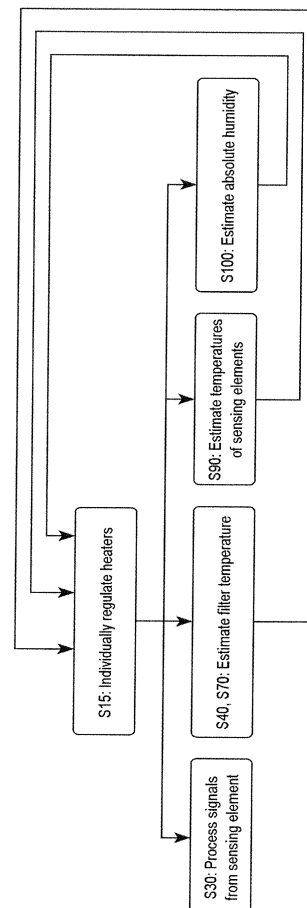 S15: Individually regulate heaters
S30: Process signals
from sensing element
S40, S70: Estimate filter temperature
S90: Estimate temperatures
of sensing elements
S100: Estimate absolute humidity